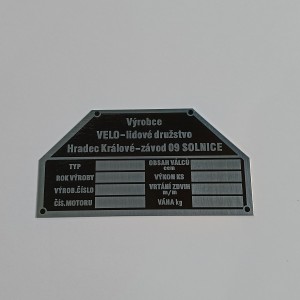 Výrobce
VELO-lidové družstvo
Hradec Králové-závod 09 SOLNICE
TYP
OBSAH VÁLCŮ ccm
ROK VÝROBY
VÝKON KS
VÝROB.ČÍSLO
VRTÁNÍ ZDVIH m/m
ČÍS.MOTORU
VÁHA kg